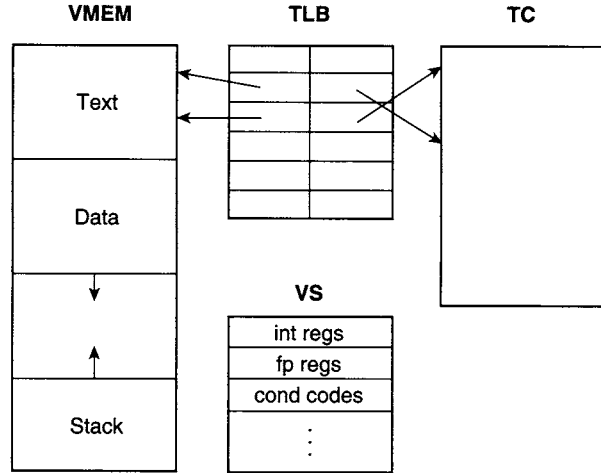 VMEM
TLB
TC
Text
Data
Stack
VS
int regs
fp regs
cond codes